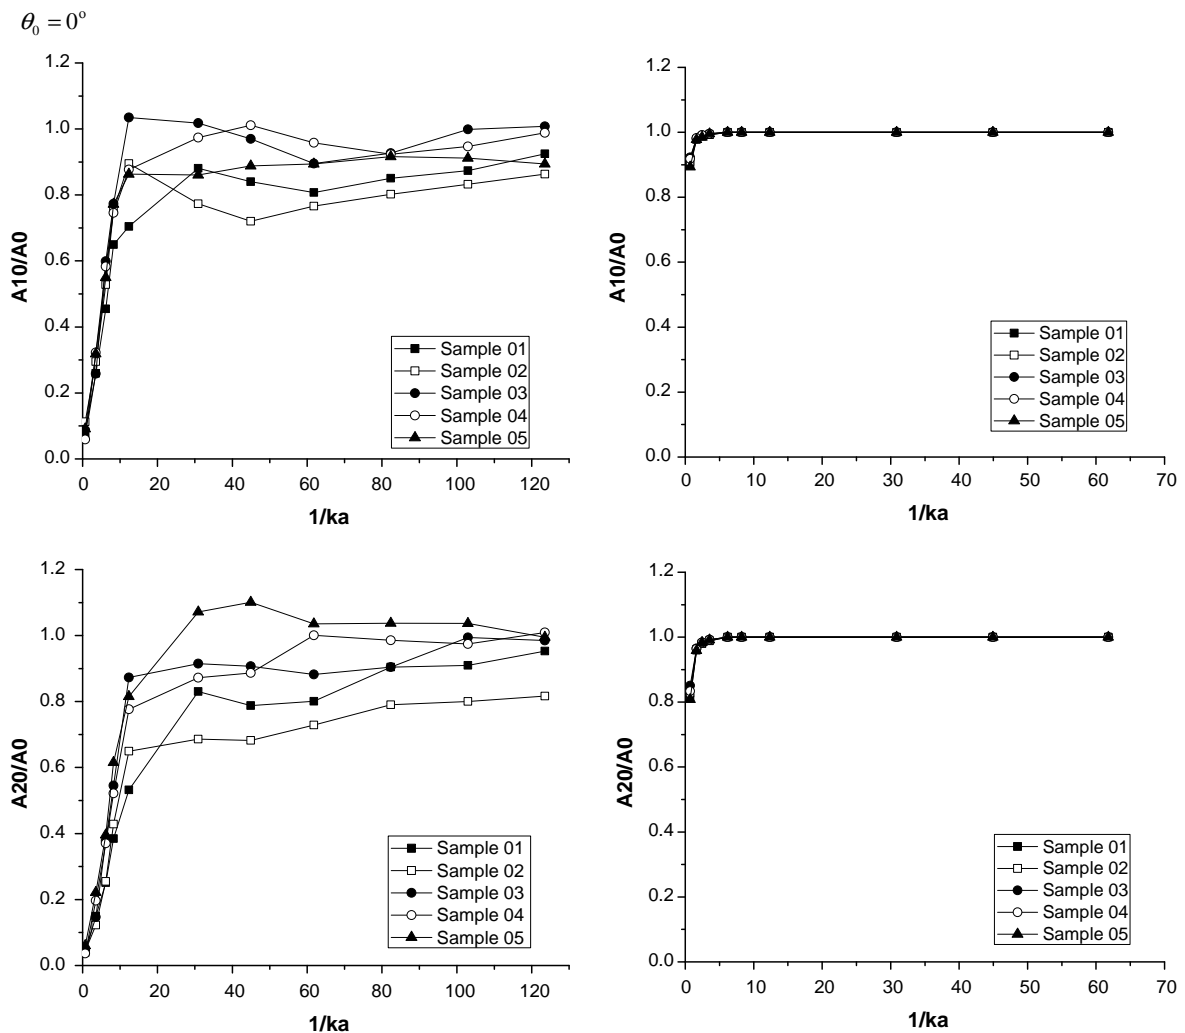 θ₀ = 0°
1.2
1.0
0.8
0.6
0.4
0.2
0.0
A10/A0
0 20 40 60 80 100 120
1/ka
Sample 01
Sample 02
Sample 03
Sample 04
Sample 05
1.2
1.0
0.8
0.6
0.4
0.2
0.0
A10/A0
0 10 20 30 40 50 60 70
1/ka
Sample 01
Sample 02
Sample 03
Sample 04
Sample 05
1.2
1.0
0.8
0.6
0.4
0.2
0.0
A20/A0
0 20 40 60 80 100 120
1/ka
Sample 01
Sample 02
Sample 03
Sample 04
Sample 05
1.2
1.0
0.8
0.6
0.4
0.2
0.0
A20/A0
0 10 20 30 40 50 60 70
1/ka
Sample 01
Sample 02
Sample 03
Sample 04
Sample 05